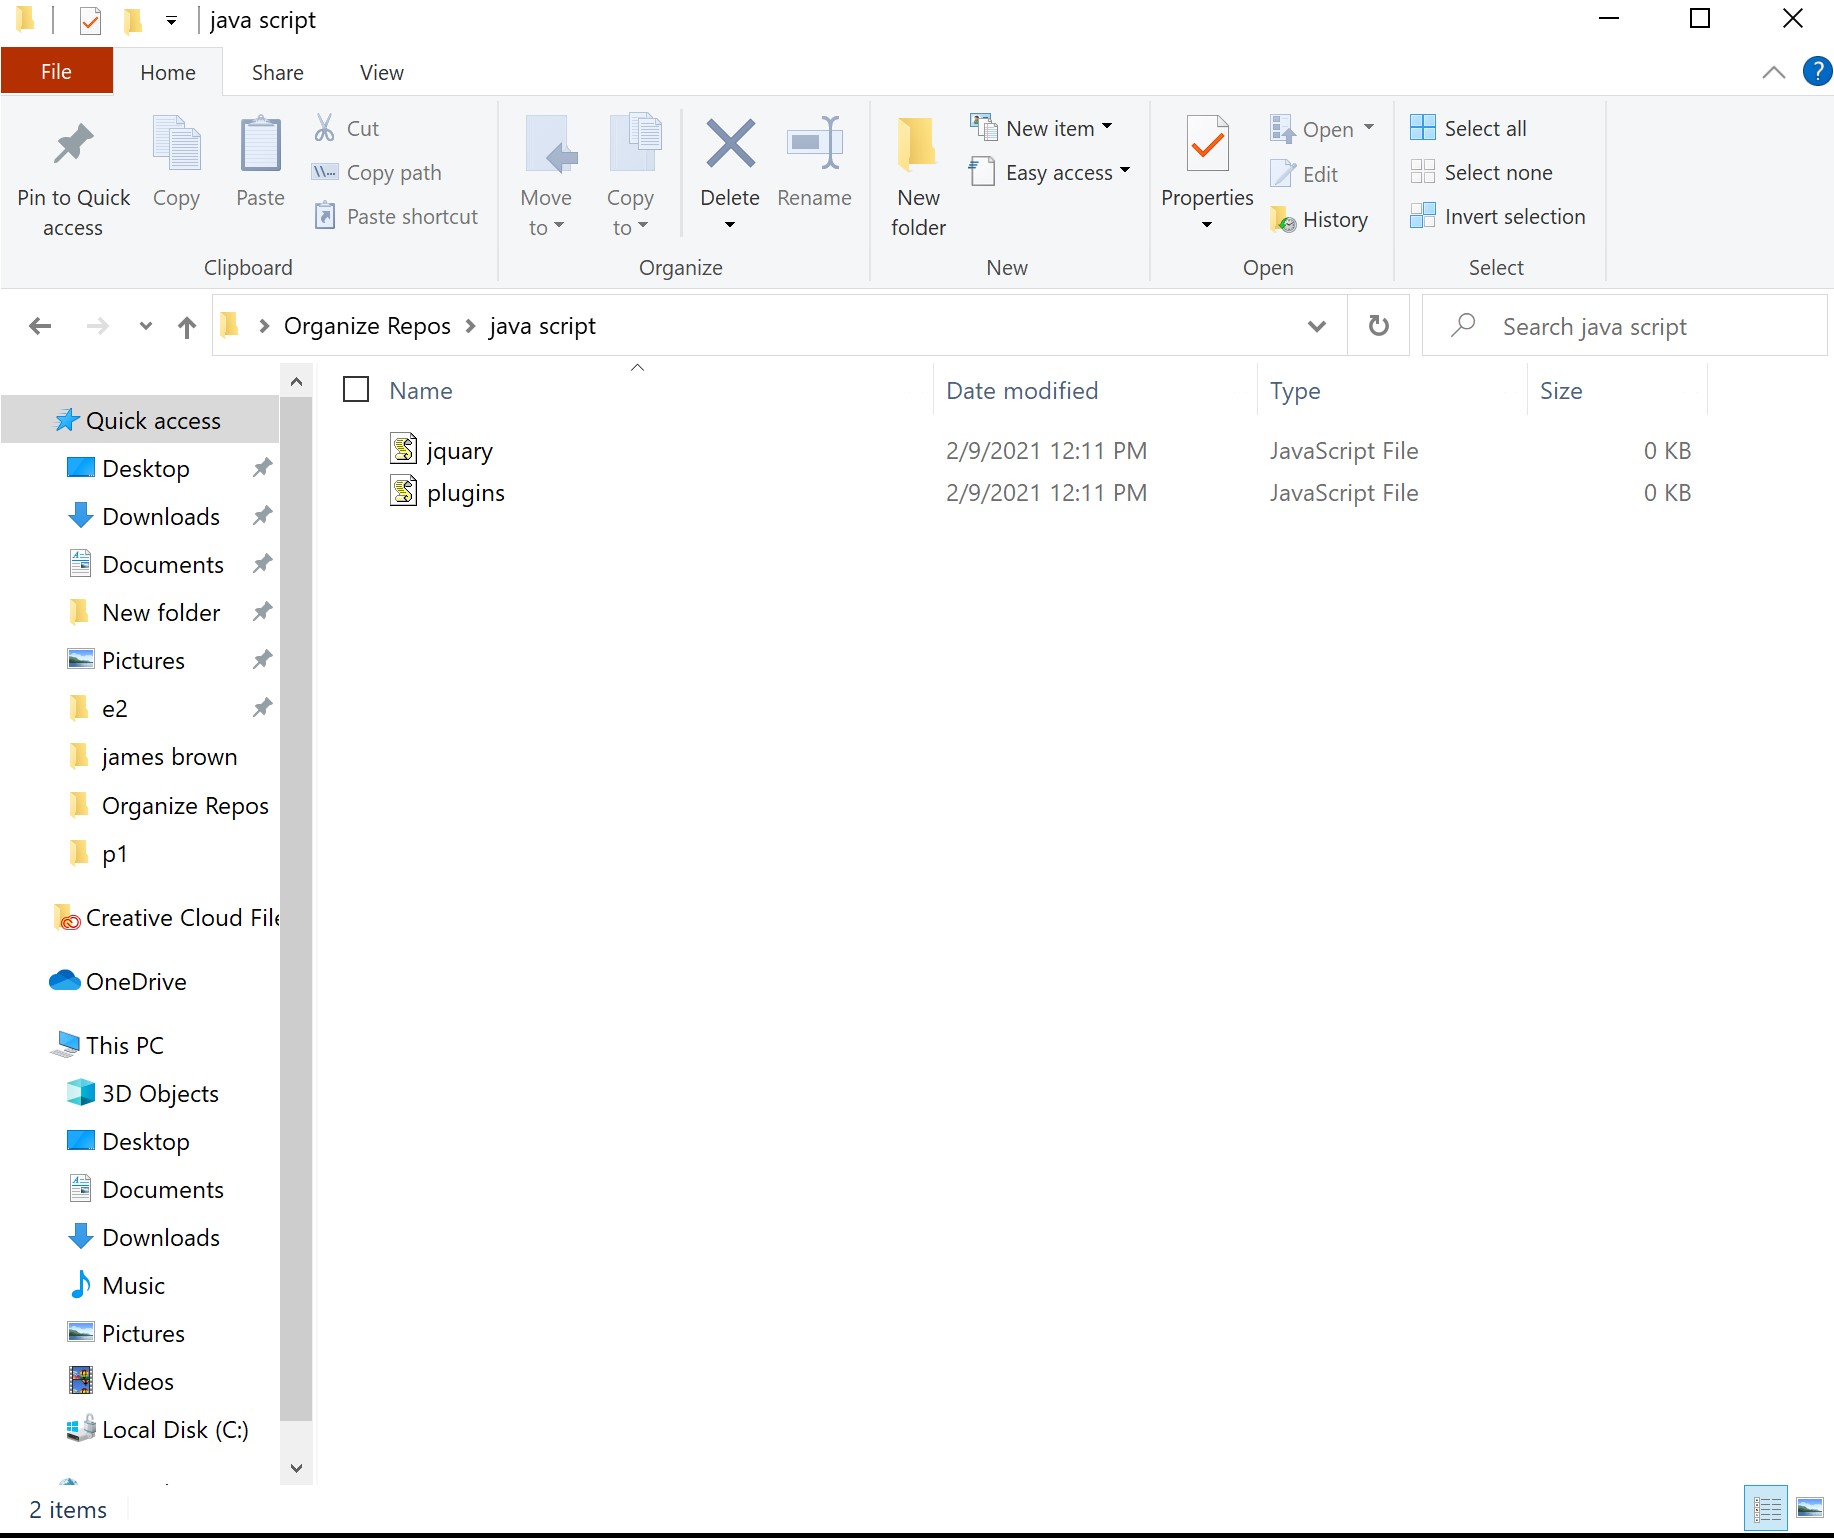 java script
File Home Share View
?
Pin to Quick access
Copy
Paste
Cut
Copy path
Paste shortcut
Clipboard
Move to
Copy to
Delete
Rename
Organize
New folder
New item
Easy access
New
Properties
Open
Edit
History
Open
Select all
Select none
Invert selection
Select
Organize Repos > java script
Search java script
Name Date modified Type Size
jquary 2/9/2021 12:11 PM JavaScript File 0 KB
plugins 2/9/2021 12:11 PM JavaScript File 0 KB
Quick access
Desktop
Downloads
Documents
New folder
Pictures
e2
james brown
Organize Repos
p1
Creative Cloud File
OneDrive
This PC
3D Objects
Desktop
Documents
Downloads
Music
Pictures
Videos
Local Disk (C:)
2 items